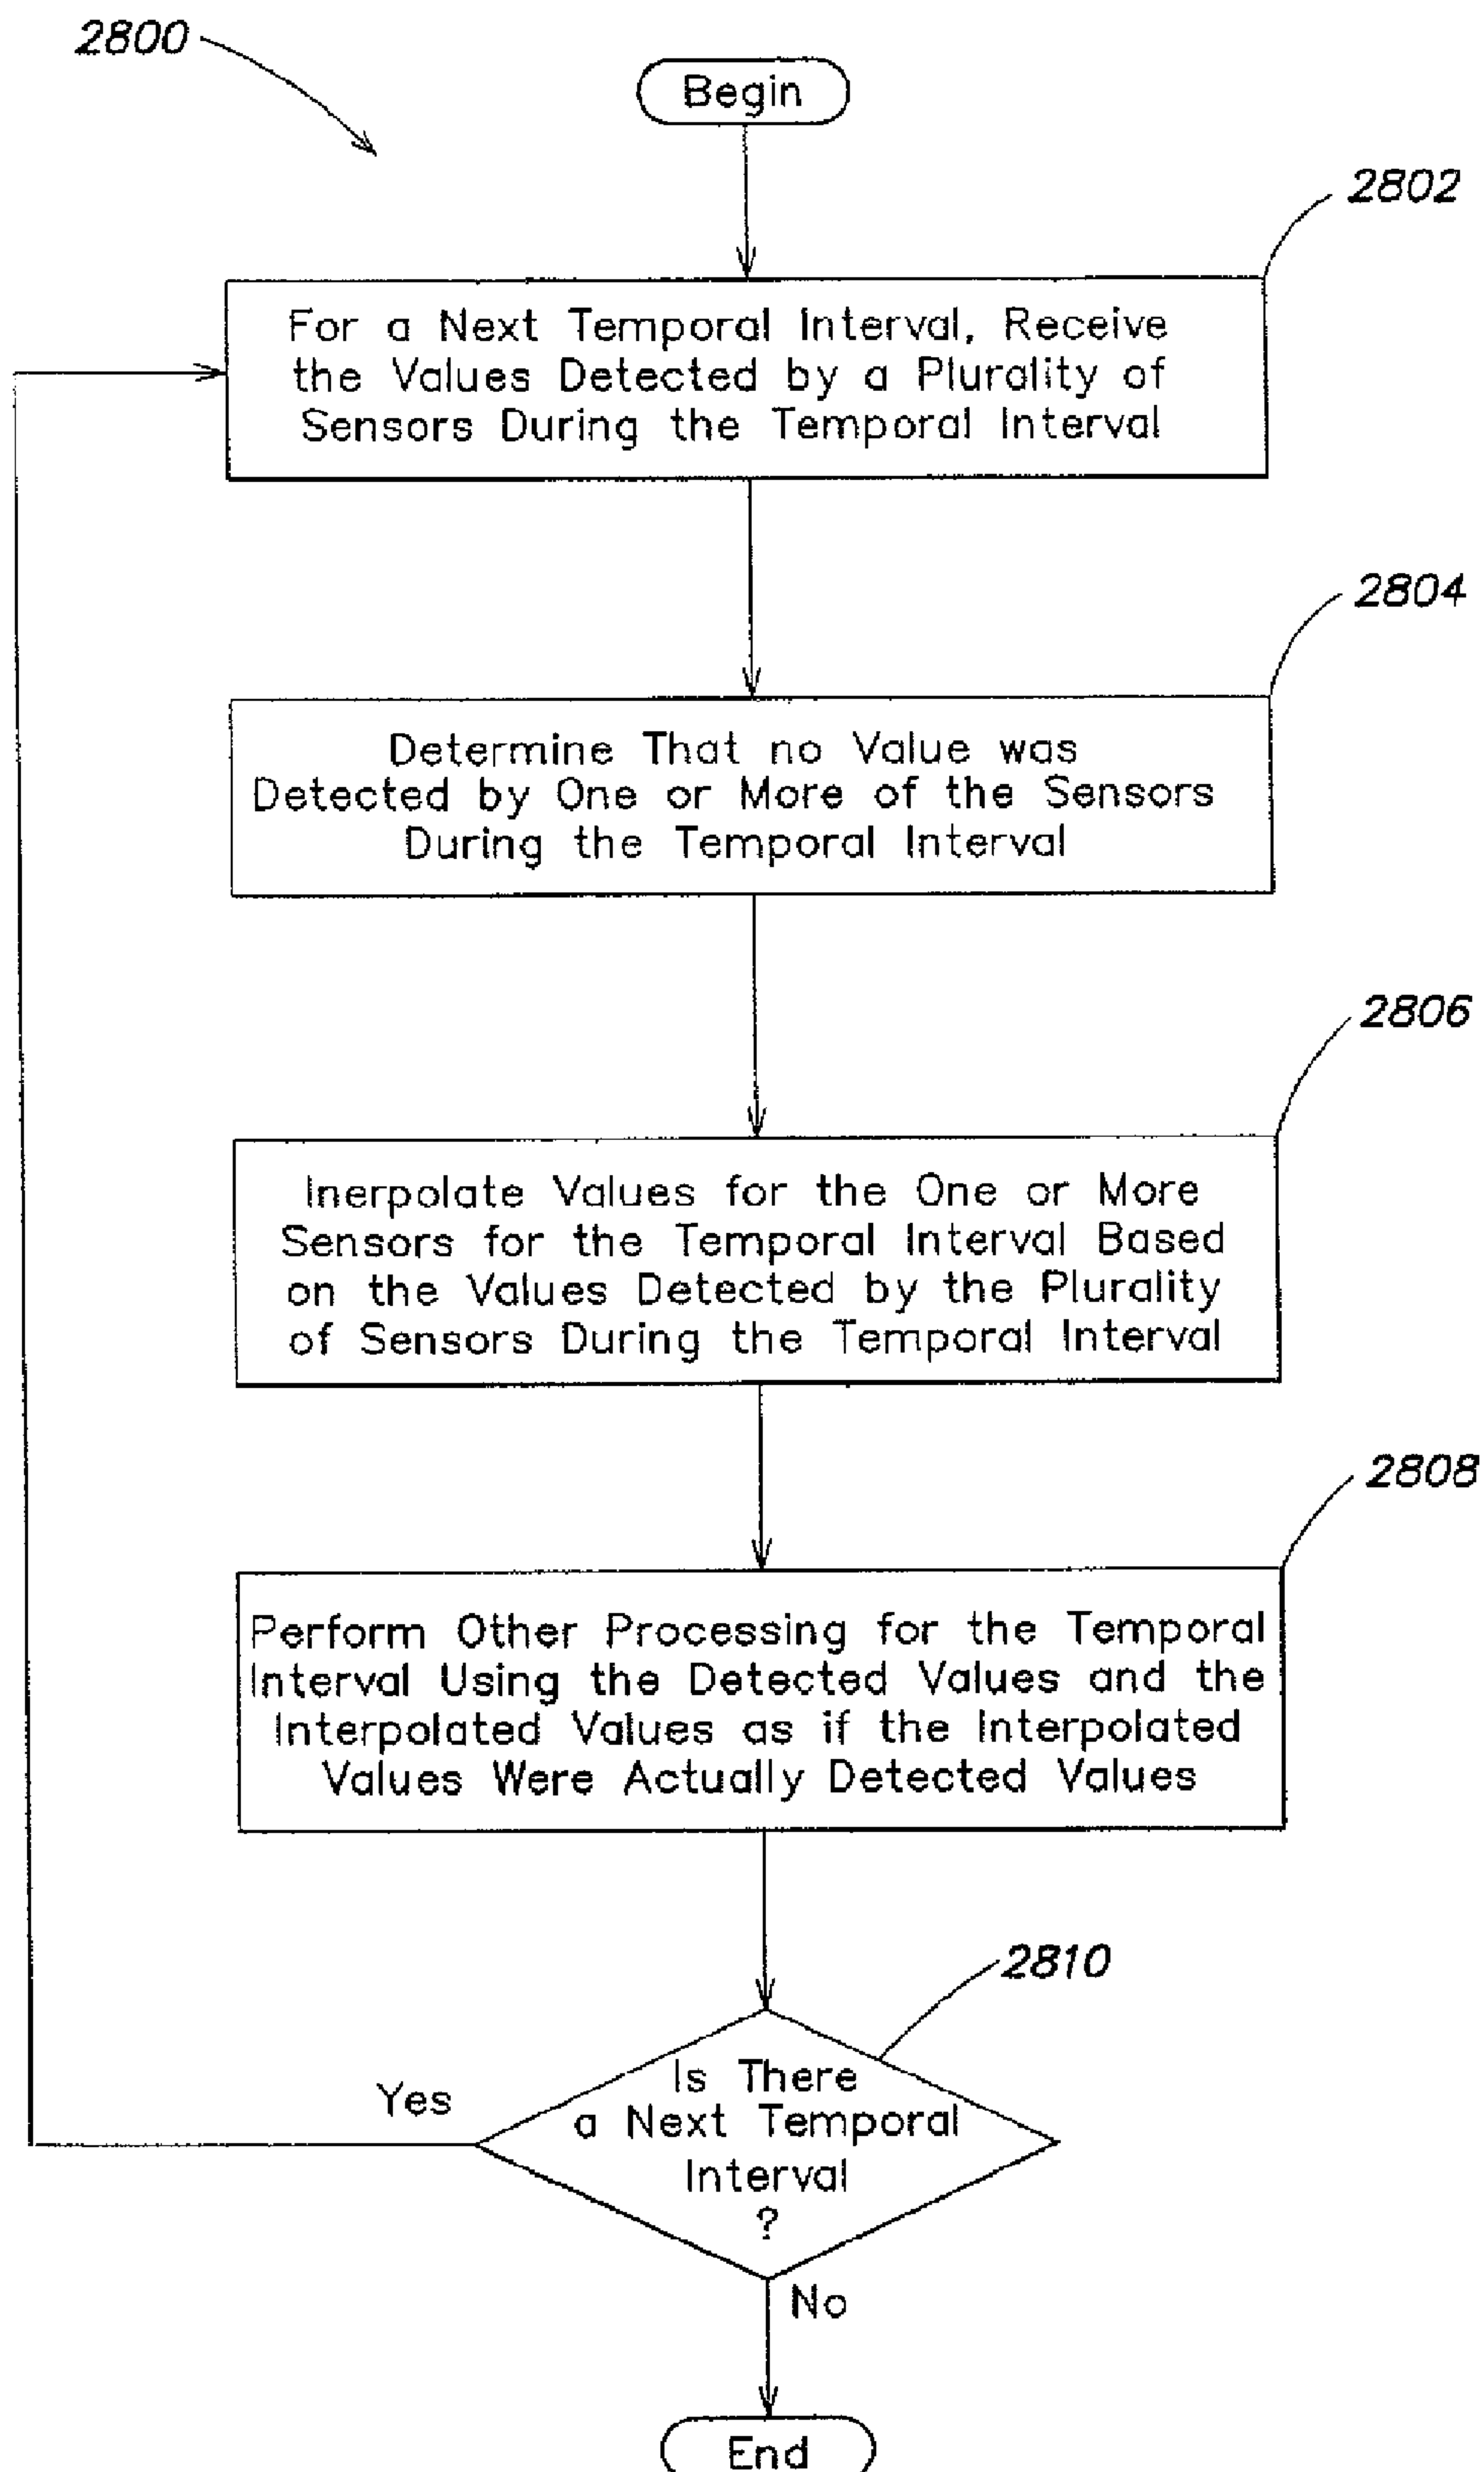 2800
Begin
2802
For a Next Temporal Interval, Receive
the Values Detected by a Plurality of
Sensors During the Temporal Interval
2804
Determine That no Value was
Detected by One or More of the Sensors
During the Temporal Interval
2806
Inerpolate Values for the One or More
Sensors for the Temporal Interval Based
on the Values Detected by the Plurality
of Sensors During the Temporal Interval
2808
Perform Other Processing for the Temporal
Interval Using the Detected Values and the
Interpolated Values as if the Interpolated
Values Were Actually Detected Values
2810
Is There
a Next Temporal
Interval
?
Yes
No
End